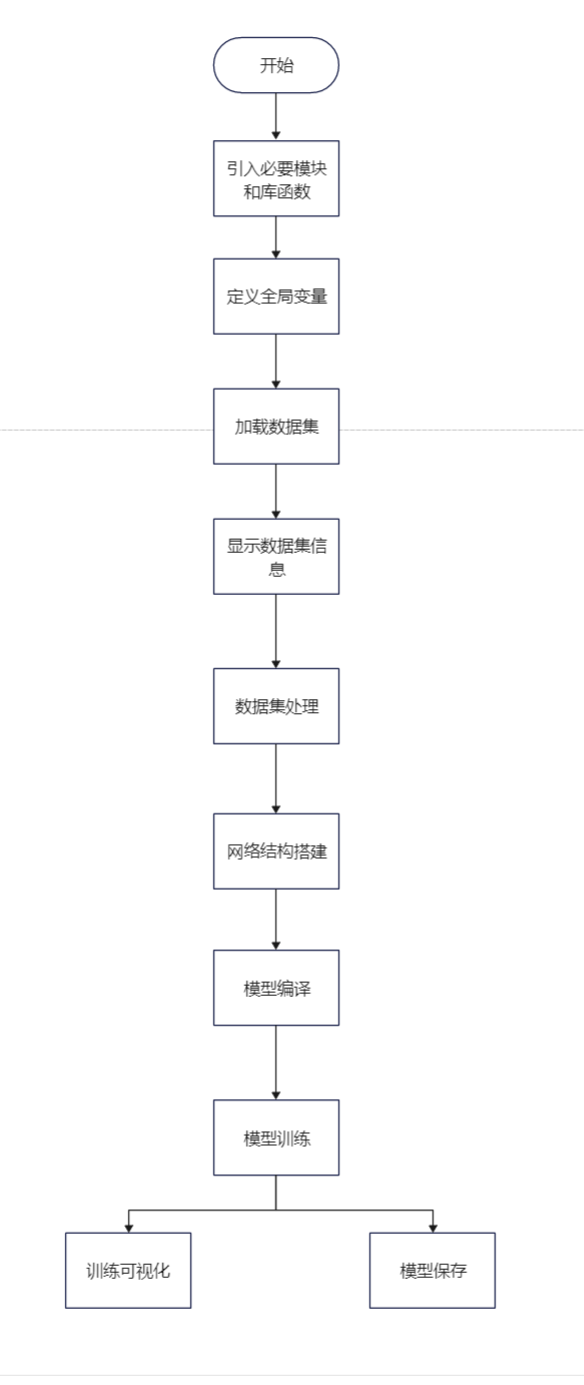 开始
引入必要模块
和库函数
定义全局变量
加载数据集
显示数据集信
息
数据集处理
网络结构搭建
模型编译
模型训练
训练可视化
模型保存